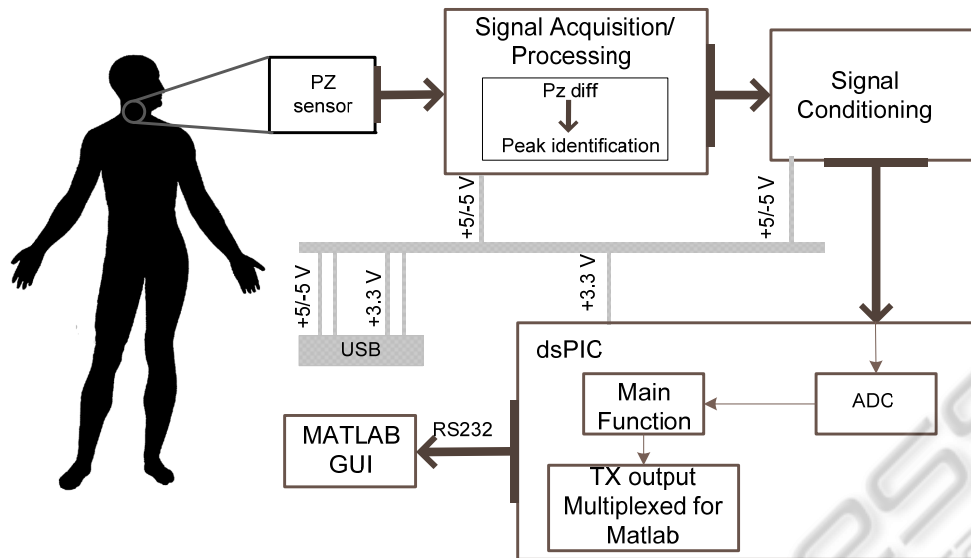 PZ
sensor
Signal Acquisition/
Processing
Pz diff
Peak identification
Signal
Conditioning
+5/-5 V
+5/-5 V
+5/-5 V
+3.3 V
+3.3 V
USB
dsPIC
Main
Function
ADC
TX output
Multiplexed for
Matlab
RS232
MATLAB
GUI